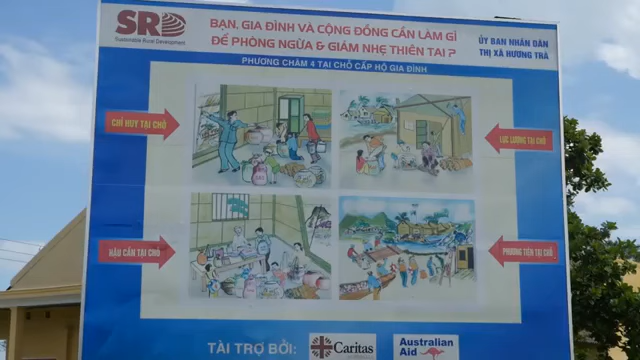 SRD
Sustainable Rural Development
BẠN, GIA ĐÌNH VÀ CỘNG ĐỒNG CẦN LÀM GÌ
ĐỂ PHÒNG NGỪA & GIẢM NHẸ THIÊN TAI ?
ỦY BAN NHÂN DÂN
THỊ XÃ HƯƠNG TRÀ
PHƯƠNG CHÂM 4 TẠI CHỖ CẤP HỘ GIA ĐÌNH
CHỈ HUY TẠI CHỖ
LỰC LƯỢNG TẠI CHỖ
HẬU CẦN TẠI CHỖ
PHƯƠNG TIỆN TẠI CHỖ
TÀI TRỢ BỞI:
Caritas
Australian
Aid